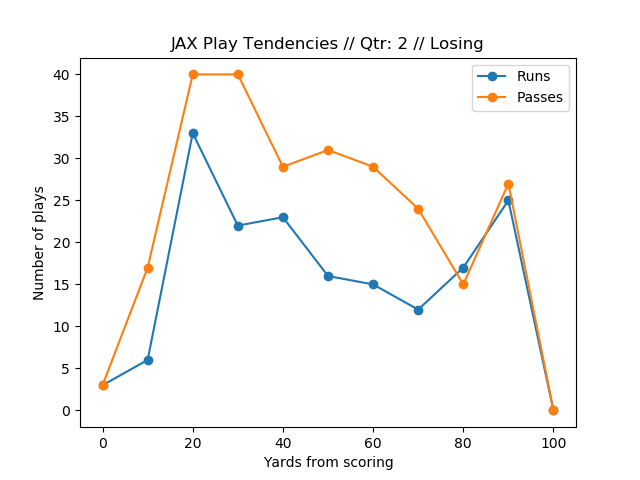 JAX Play Tendencies // Qtr: 2 // Losing
Runs
Passes
Number of plays
40
35
30
25
20
15
10
5
0
0 20 40 60 80 100
Yards from scoring